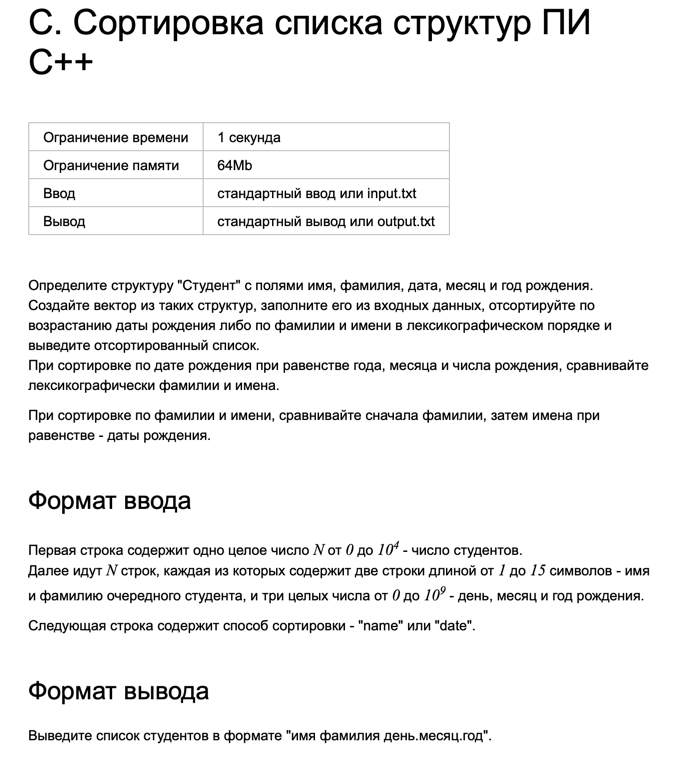 C. Сортировка списка структур ПИ
C++
Ограничение времени 1 секунда
Ограничение памяти 64Mb
Ввод стандартный ввод или input.txt
Вывод стандартный вывод или output.txt
Определите структуру "Студент" с полями имя, фамилия, дата, месяц и год рождения.
Создайте вектор из таких структур, заполните его из входных данных, отсортируйте по
возрастанию даты рождения либо по фамилии и имени в лексикографическом порядке и
выведите отсортированный список.
При сортировке по дате рождения при равенстве года, месяца и числа рождения, сравнивайте
лексикографически фамилии и имена.
При сортировке по фамилии и имени, сравнивайте сначала фамилии, затем имена при
равенстве - даты рождения.
Формат ввода
Первая строка содержит одно целое число N от 0 до 10⁴ - число студентов.
Далее идут N строк, каждая из которых содержит две строки длиной от 1 до 15 символов - имя
и фамилию очередного студента, и три целых числа от 0 до 10⁹ - день, месяц и год рождения.
Следующая строка содержит способ сортировки - "name" или "date".
Формат вывода
Выведите список студентов в формате "имя фамилия день.месяц.год".